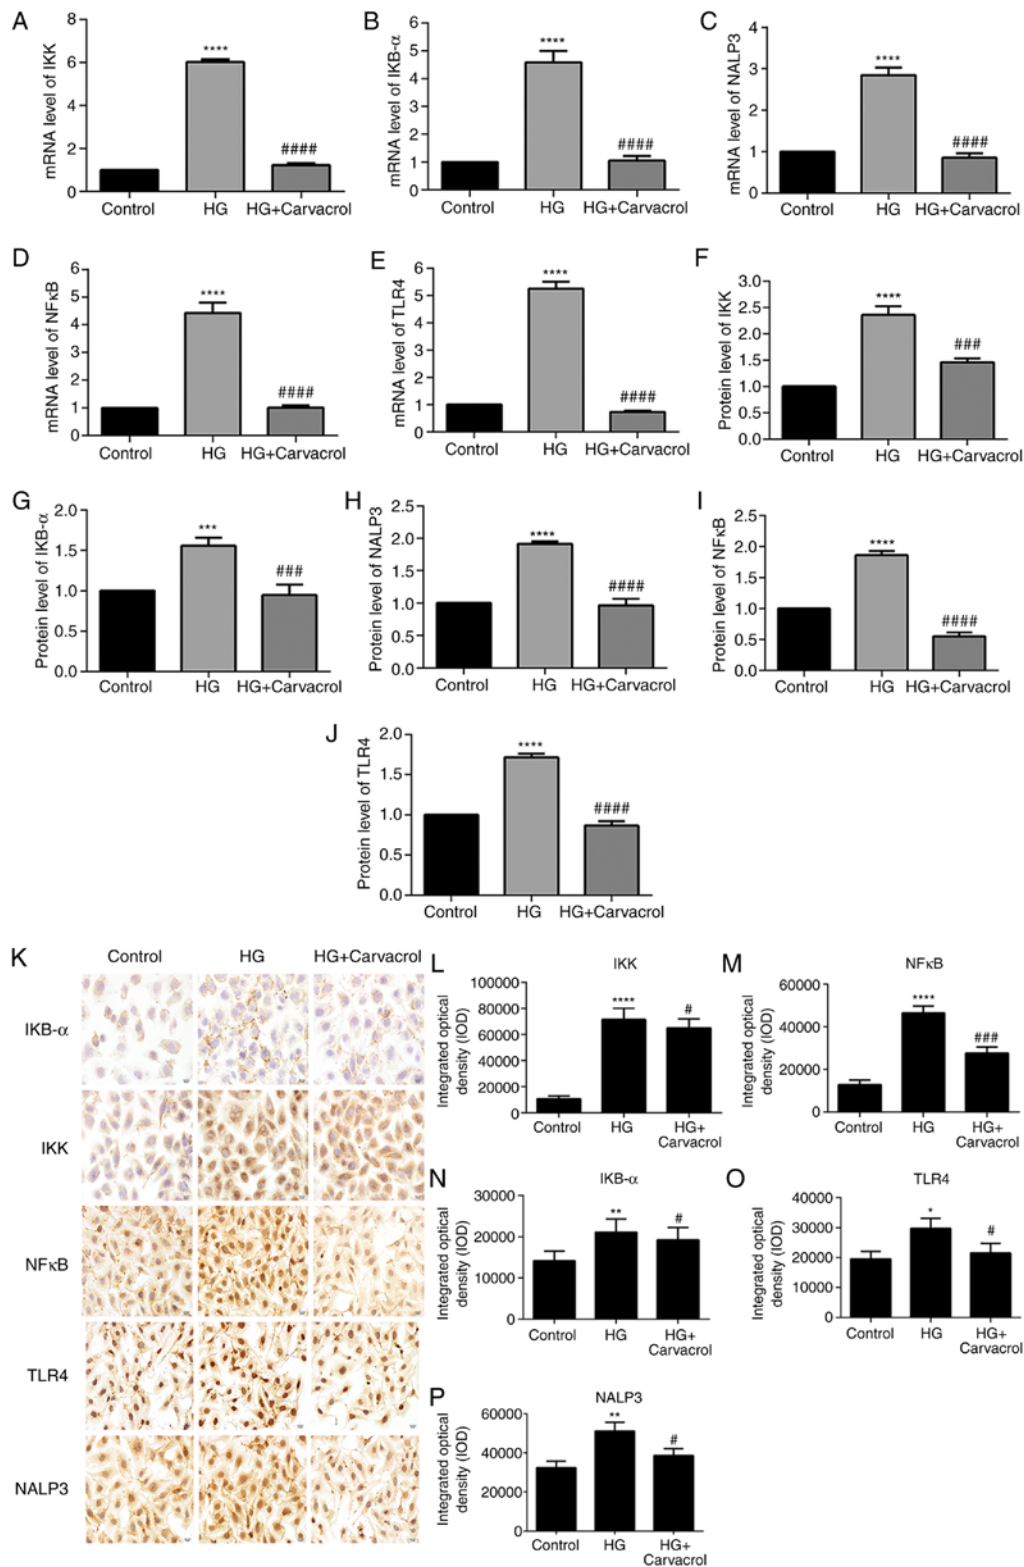 A
mRNA level of IKK
8
6
4
2
0
****
####
Control HG HG+Carvacrol
B
mRNA level of IKB-α
6
5
4
3
2
1
0
****
####
Control HG HG+Carvacrol
C
mRNA level of NALP3
4
3
2
1
0
****
####
Control HG HG+Carvacrol
D
mRNA level of NFκB
6
5
4
3
2
1
0
****
####
Control HG HG+Carvacrol
E
mRNA level of TLR4
6
5
4
3
2
1
0
****
####
Control HG HG+Carvacrol
F
Protein level of IKK
3.0
2.5
2.0
1.5
1.0
0.5
0.0
****
###
Control HG HG+Carvacrol
G
Protein level of IKB-α
2.0
1.5
1.0
0.5
0.0
***
###
Control HG HG+Carvacrol
H
Protein level of NALP3
2.5
2.0
1.5
1.0
0.5
0.0
****
####
Control HG HG+Carvacrol
I
Protein level of NFκB
2.5
2.0
1.5
1.0
0.5
0.0
****
####
Control HG HG+Carvacrol
J
Protein level of TLR4
2.0
1.5
1.0
0.5
0.0
****
####
Control HG HG+Carvacrol
K
Control HG HG+Carvacrol
IKB-α
IKK
NFκB
TLR4
NALP3
L
IKK
Integrated optical
density (IOD)
100000
80000
60000
40000
20000
0
****
#
Control HG HG+
Carvacrol
M
NFκB
Integrated optical
density (IOD)
60000
40000
20000
0
****
###
Control HG HG+
Carvacrol
N
IKB-α
Integrated optical
density (IOD)
30000
20000
10000
0
**
#
Control HG HG+
Carvacrol
O
TLR4
Integrated optical
density (IOD)
40000
30000
20000
10000
0
*
#
Control HG HG+
Carvacrol
P
NALP3
Integrated optical
density (IOD)
60000
40000
20000
0
**
#
Control HG HG+
Carvacrol